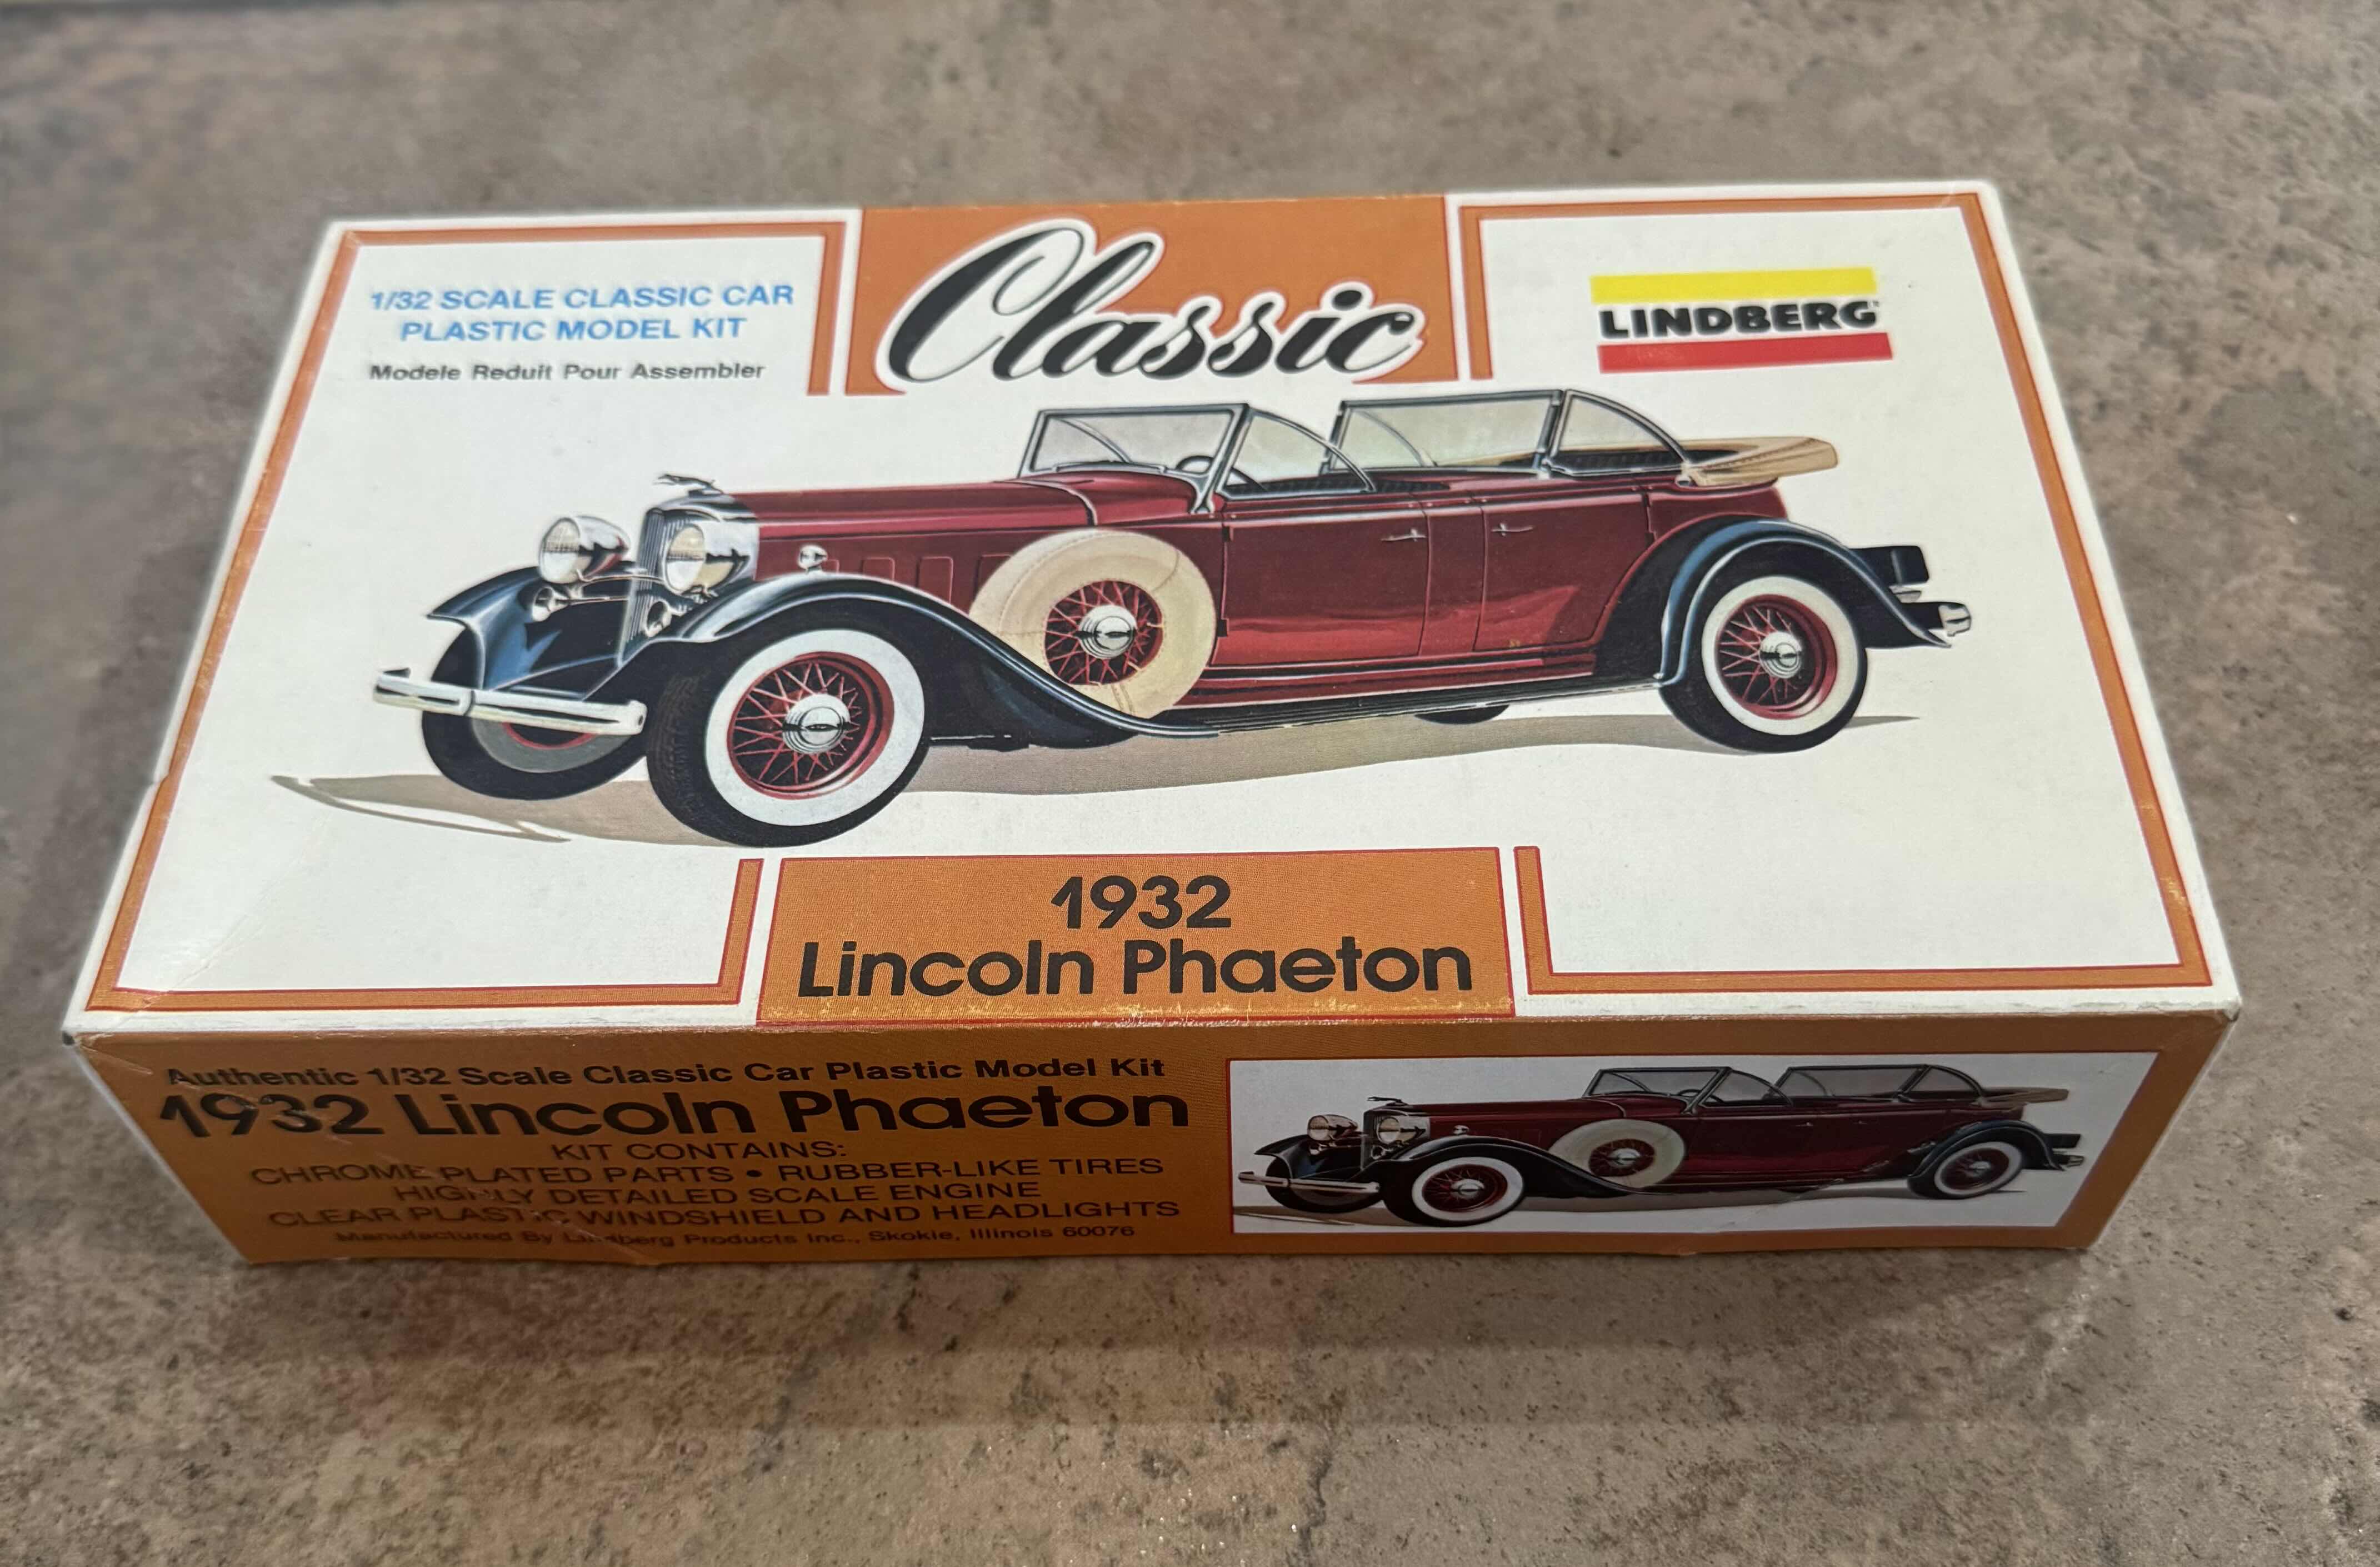 1/32 SCALE CLASSIC CAR
PLASTIC MODEL KIT
Modele Reduit Pour Assembler
Classic
LINDBERG
1932
Lincoln Phaeton
Authentic 1/32 Scale Classic Car Plastic Model Kit
1932 Lincoln Phaeton
KIT CONTAINS:
CHROME PLATED PARTS • RUBBER-LIKE TIRES
HIGHLY DETAILED SCALE ENGINE
CLEAR PLASTIC WINDSHIELD AND HEADLIGHTS
Manufactured By Lindberg Products Inc., Skokie, Illinois 60076